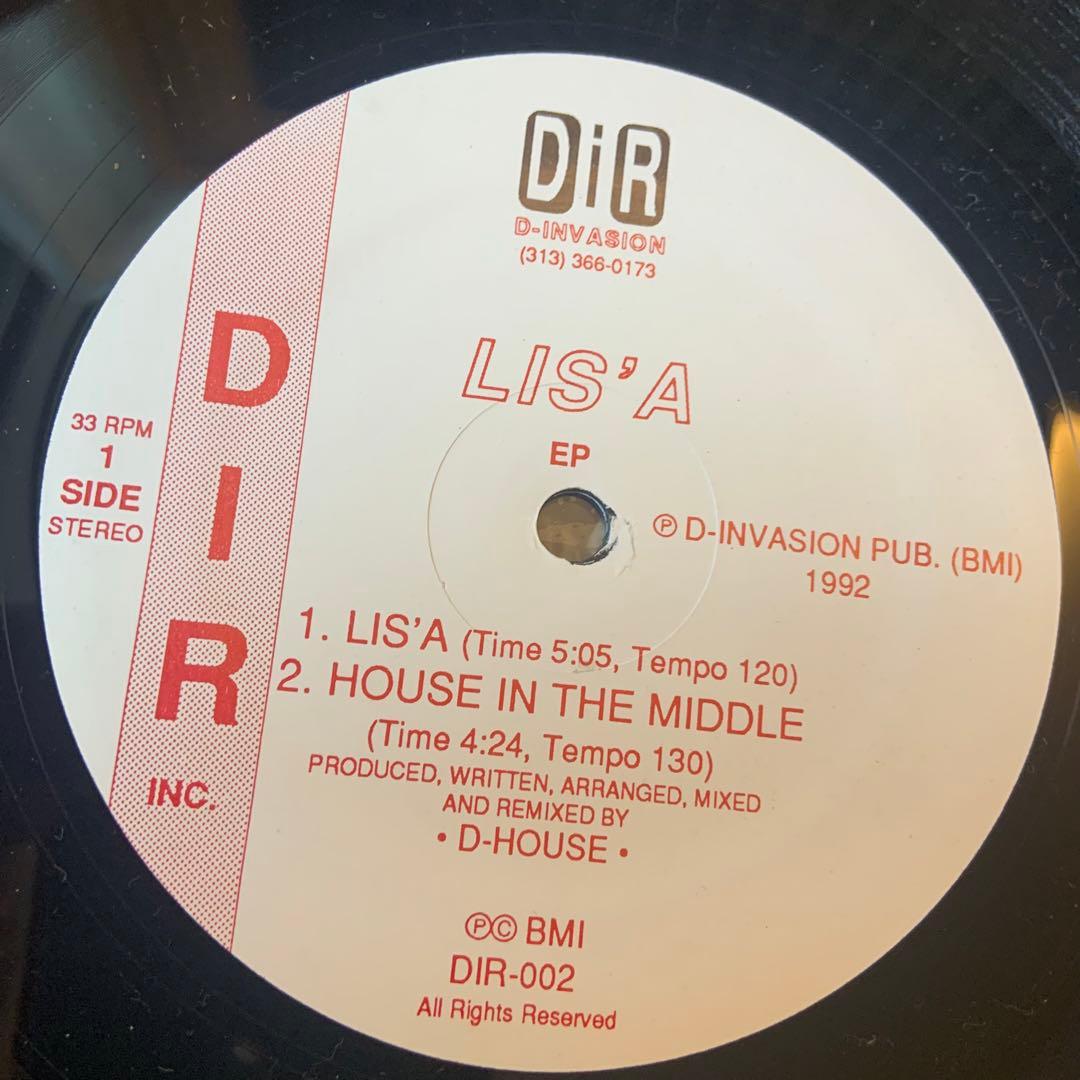 DiR
D-INVASION
(313) 366-0173
LIS'A
EP
33 RPM
1
SIDE
STEREO
D
I
R
INC.
℗ D-INVASION PUB. (BMI)
1992
1. LIS'A (Time 5:05, Tempo 120)
2. HOUSE IN THE MIDDLE
(Time 4:24, Tempo 130)
PRODUCED, WRITTEN, ARRANGED, MIXED
AND REMIXED BY
• D-HOUSE •
℗© BMI
DIR-002
All Rights Reserved